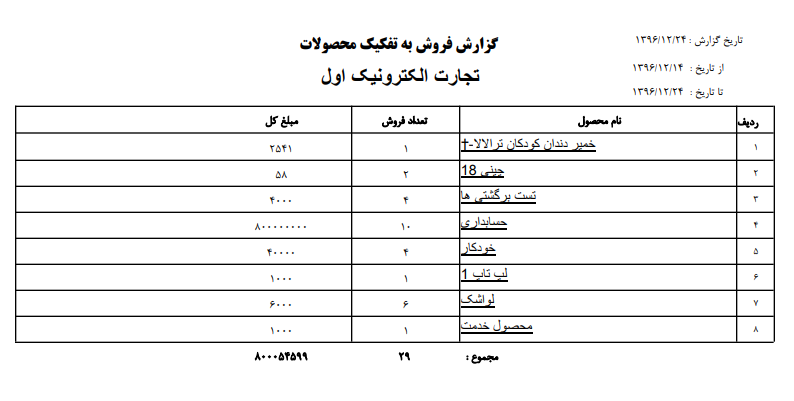 گزارش فروش به تفکیک محصولات
تجارت الکترونیک اول
تاریخ گزارش : ۱۳۹۶/۱۲/۲۴
از تاریخ : ۱۳۹۶/۱۲/۱۴
تا تاریخ : ۱۳۹۶/۱۲/۲۴
ردیف نام محصول تعداد فروش مبلغ کل
۱ خمیر دندان کودکان ترالالا-† ۱ ۲۵۴۱
۲ چینی 18 ۲ ۵۸
۳ تست برگشتی ها ۴ ۴۰۰۰
۴ حسابداری ۱۰ ۸۰۰۰۰۰۰۰۰
۵ خودکار ۴ ۴۰۰۰۰
۶ لپ تاپ 1 ۱ ۱۰۰۰
۷ لواشک ۶ ۶۰۰۰
۸ محصول خدمت ۱ ۱۰۰۰
مجموع : ۲۹ ۸۰۰۰۵۴۵۹۹